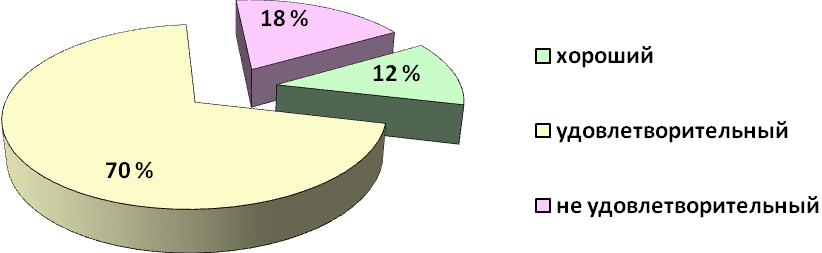 18 %
12 %
70 %
хороший
удовлетворительный
не удовлетворительный